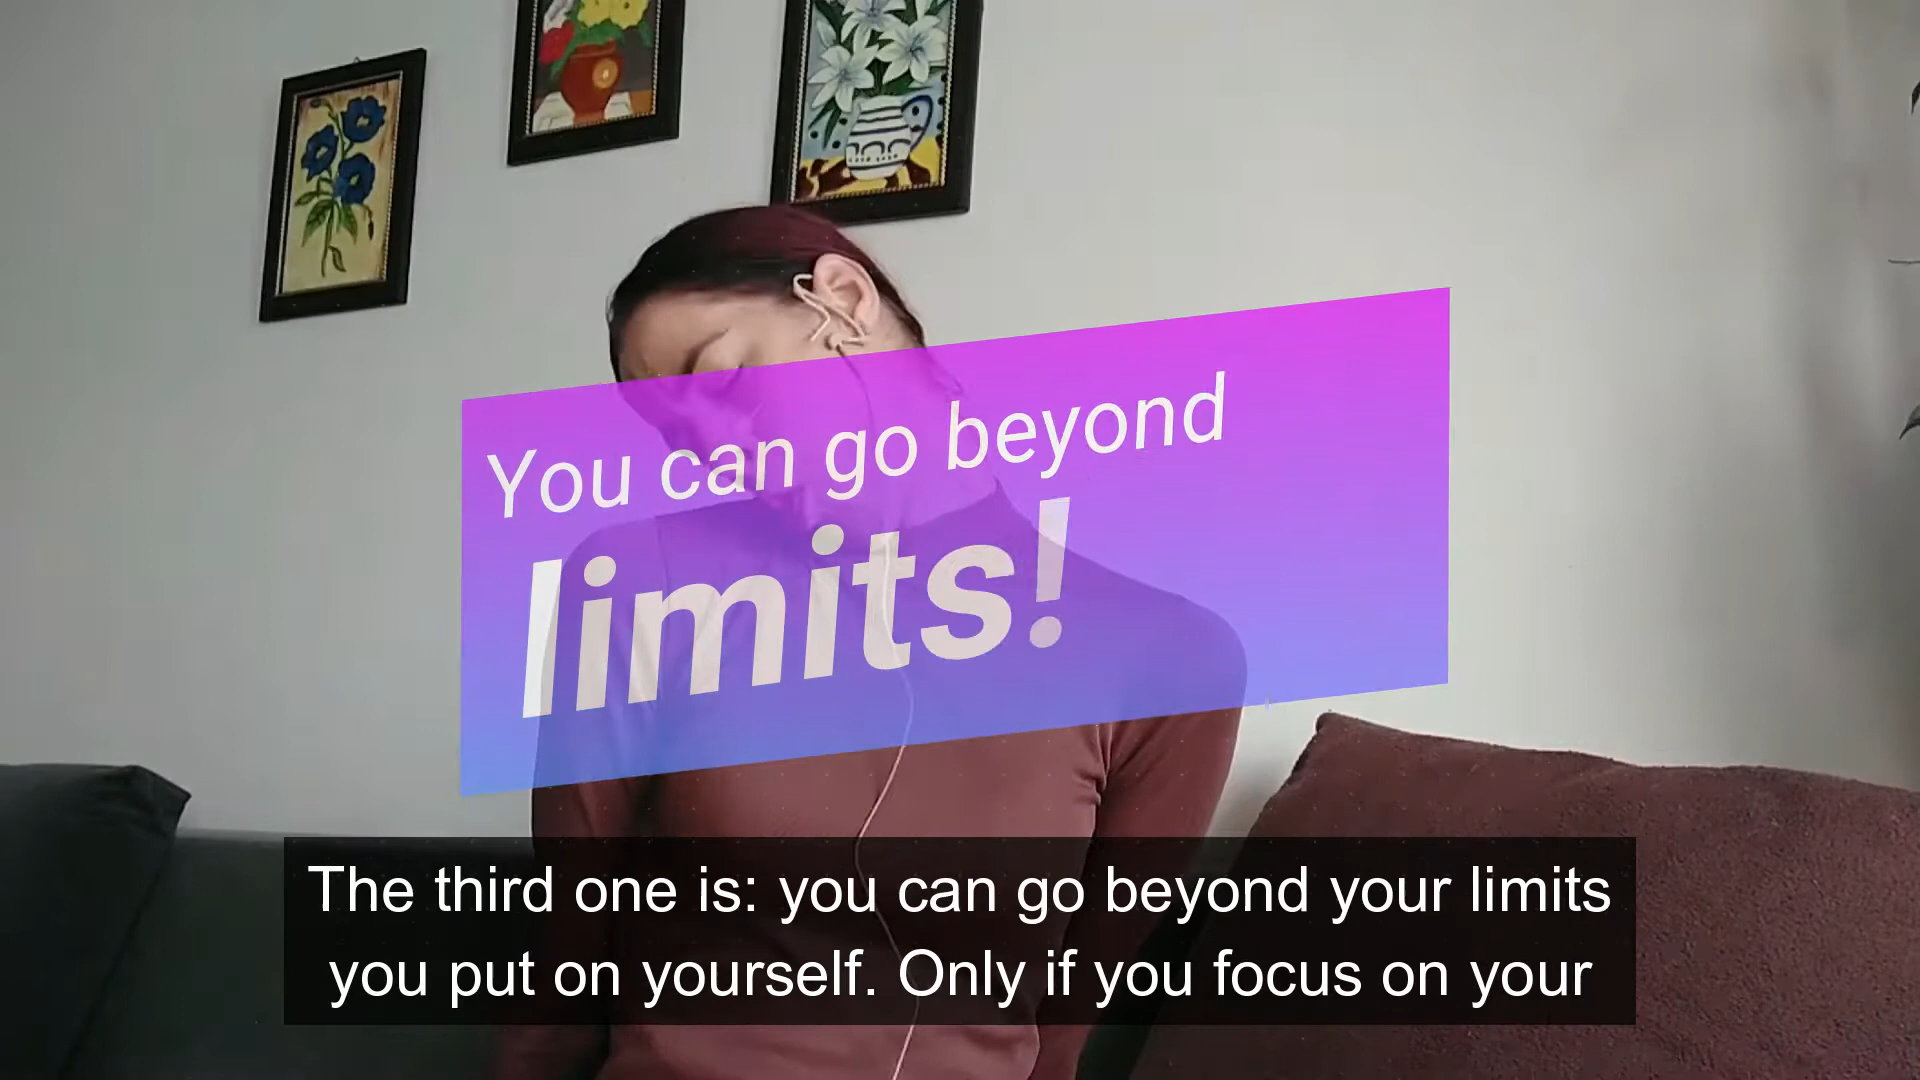 You can go beyond
limits!
The third one is: you can go beyond your limits
you put on yourself. Only if you focus on your